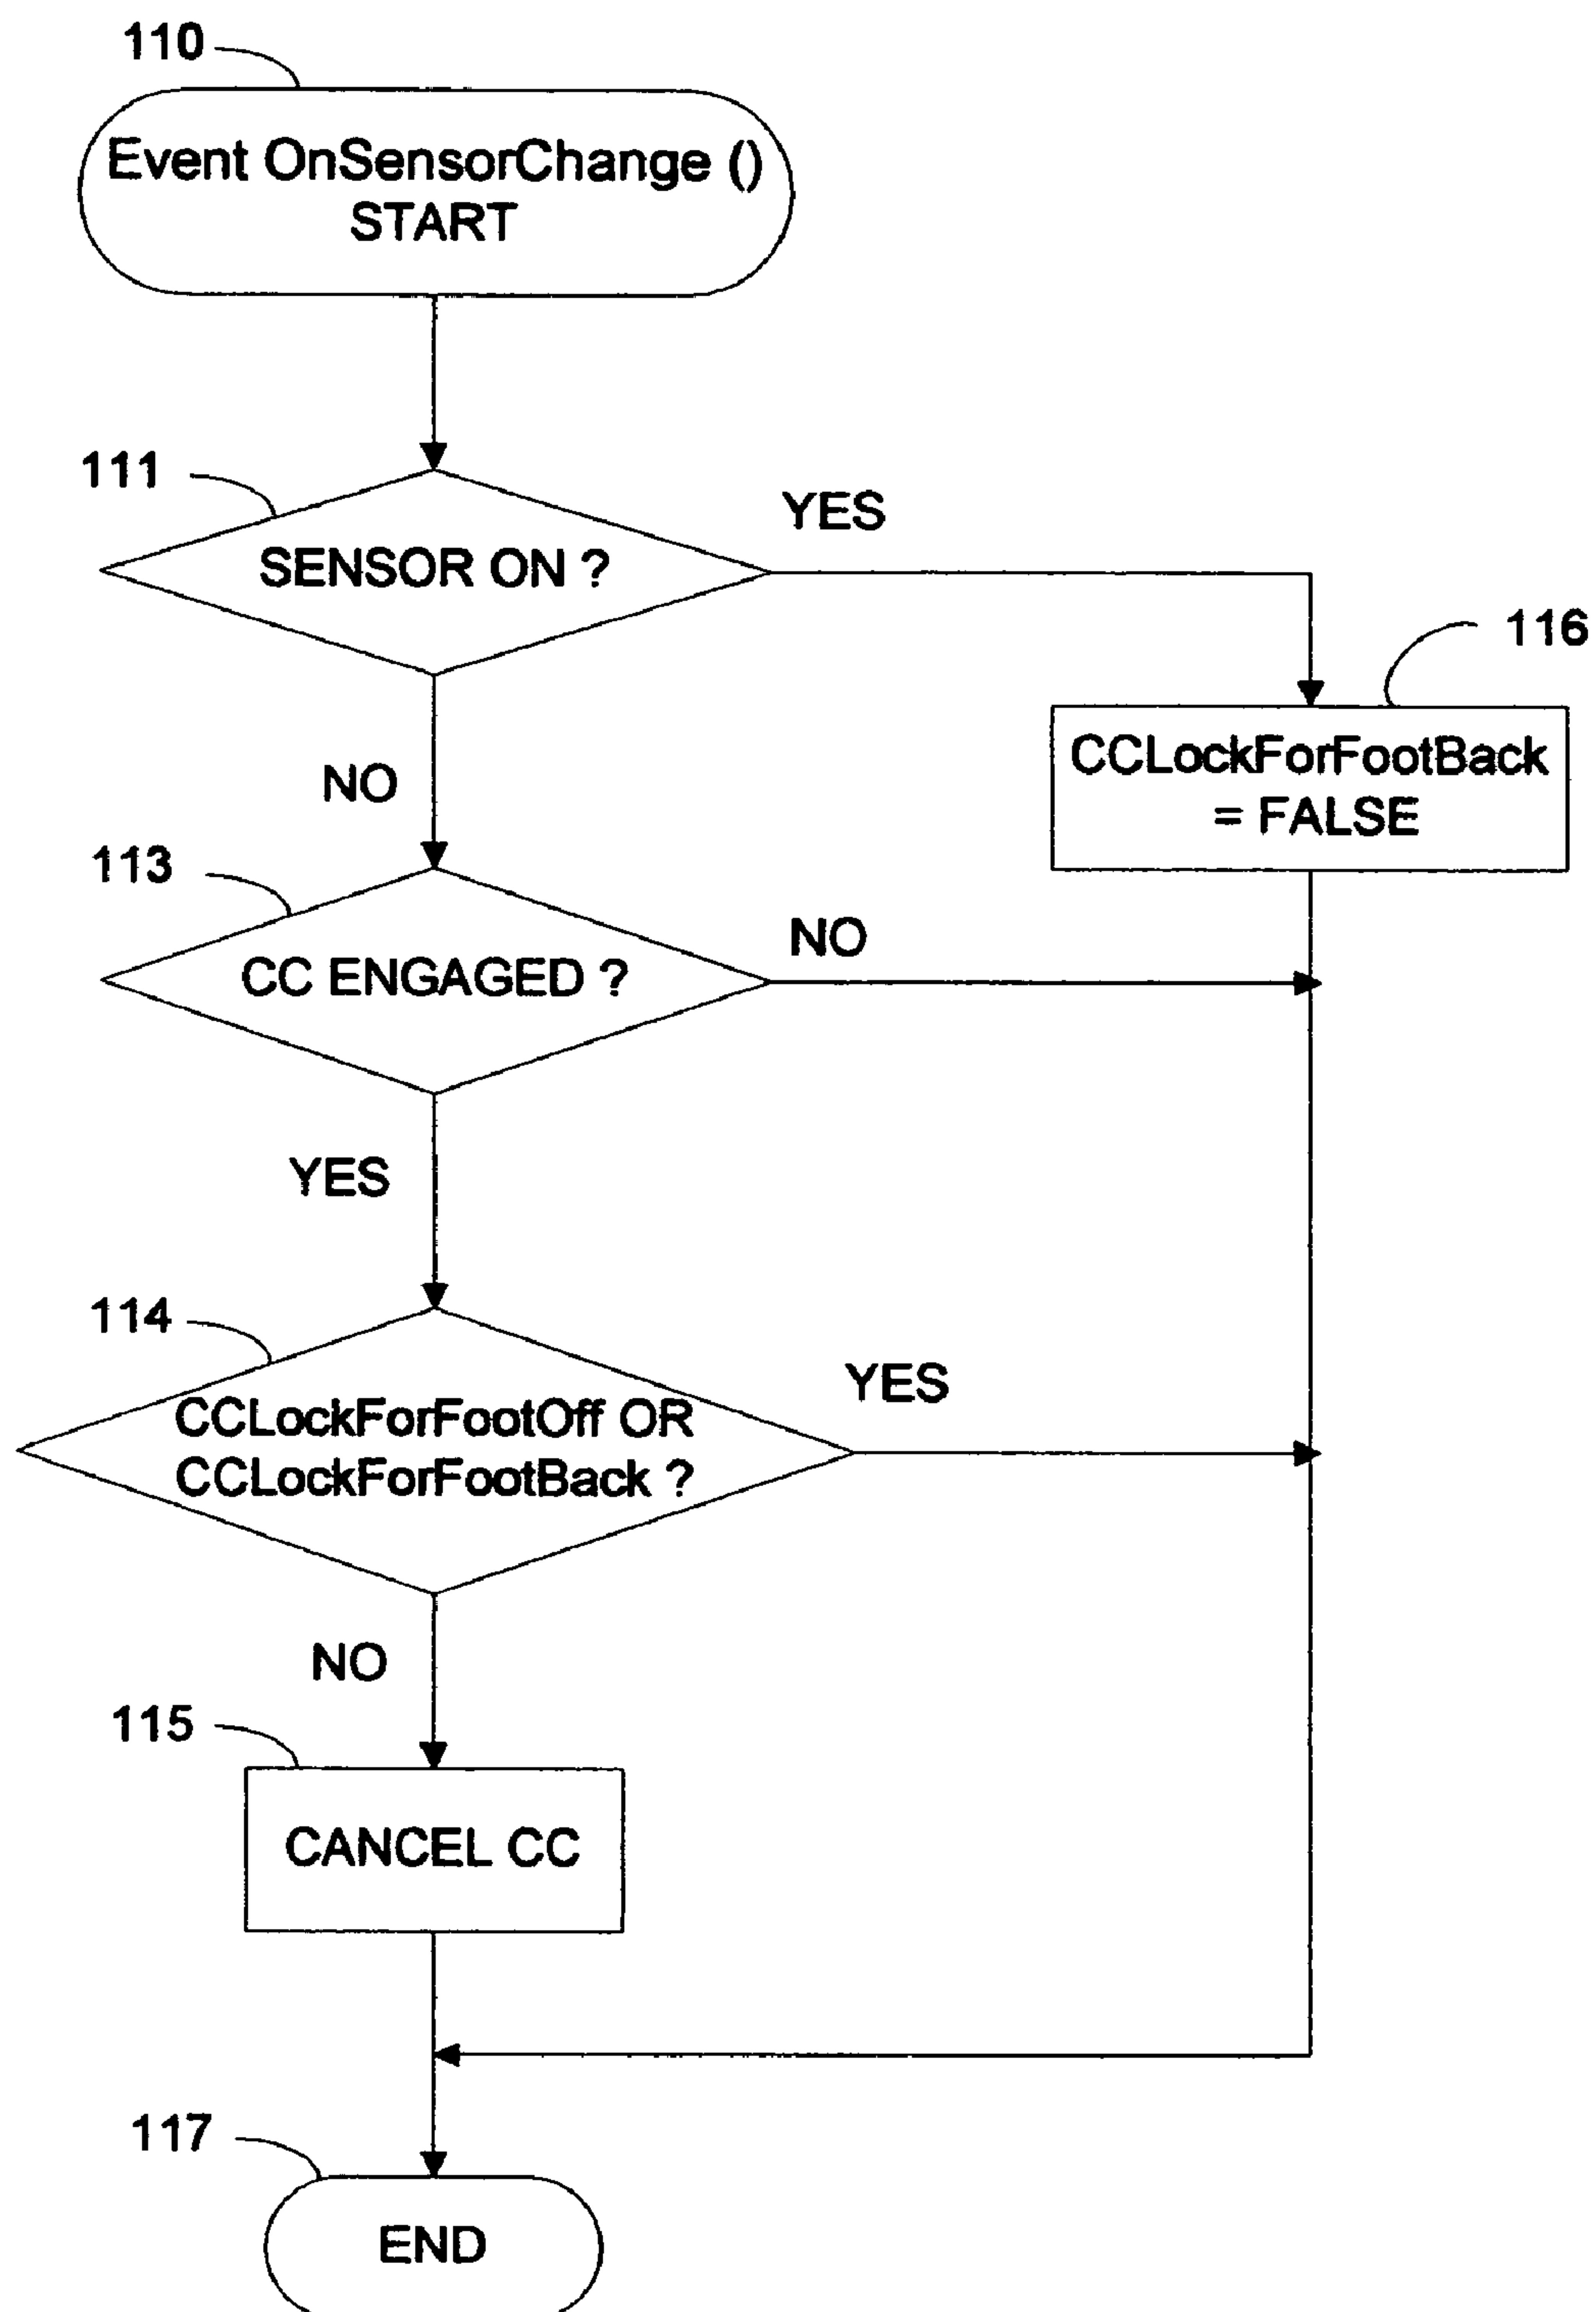 110
Event OnSensorChange ()
START
111
SENSOR ON ?
YES
116
CCLockForFootBack
= FALSE
NO
113
CC ENGAGED ?
NO
YES
114
CCLockForFootOff OR
CCLockForFootBack ?
YES
NO
115
CANCEL CC
117
END